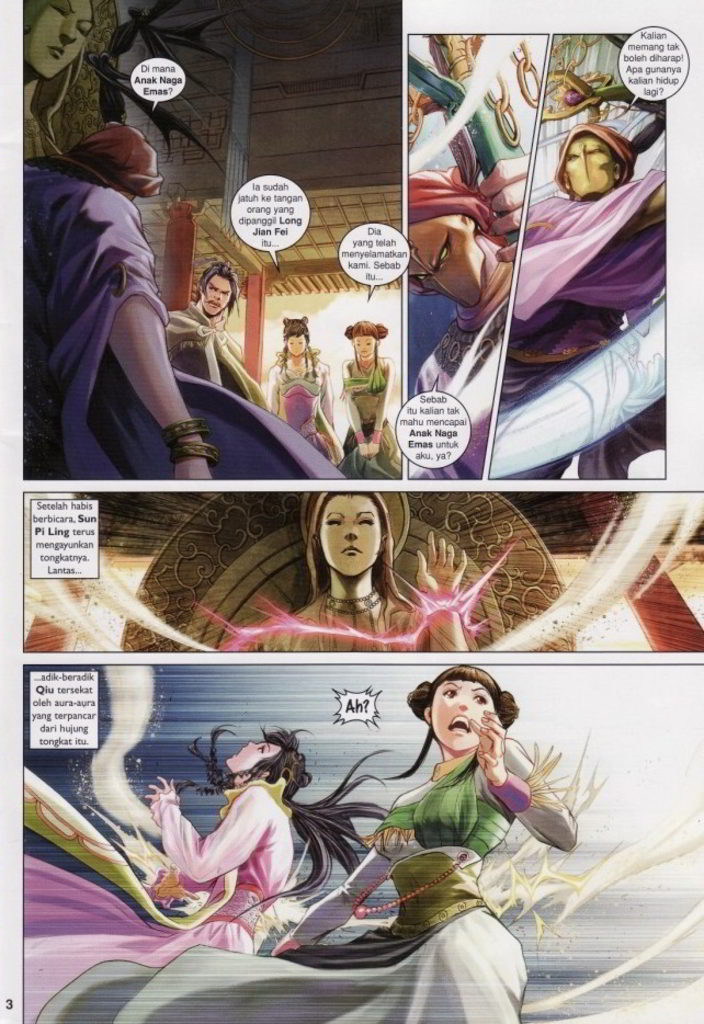 Di mana
Anak Naga
Emas?
Ia sudah
jatuh ke tangan
orang yang
dipanggil Long
Jian Fei
itu...
Dia
yang telah
menyelamatkan
kami. Sebab
itu...
Sebab
itu kalian tak
mahu mencapai
Anak Naga
Emas untuk
aku, ya?
Kalian
memang tak
boleh diharap!
Apa gunanya
kalian hidup
lagi?
Setelah habis
berbicara, Sun
Pi Ling terus
mengayunkan
tongkatnya.
Lantas...
...adik-beradik
Qiu tersekat
oleh aura-aura
yang terpancar
dari hujung
tongkat itu.
Ah?
3